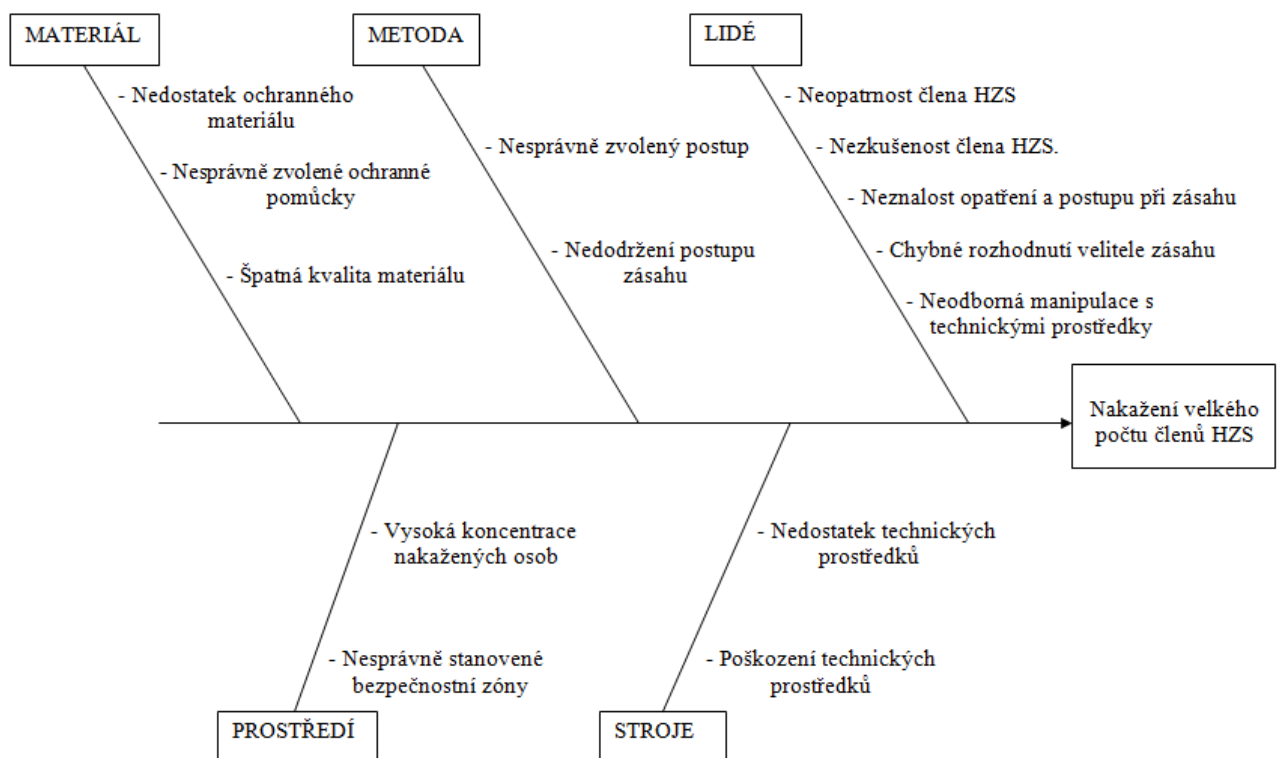 MATERIÁL
METODA
LIDÉ
- Nedostatek ochranného
materiálu
- Nesprávně zvolené ochranné
pomůcky
- Špatná kvalita materiálu
- Nesprávně zvolený postup
- Nedodržení postupu
zásahu
- Neopatrnost člena HZS
- Nezkušenost člena HZS.
- Neznalost opatření a postupu při zásahu
- Chybné rozhodnutí velitele zásahu
- Neodborná manipulace s
technickými prostředky
Nakažení velkého
počtu členů HZS
- Vysoká koncentrace
nakažených osob
- Nesprávně stanovené
bezpečnostní zóny
- Nedostatek technických
prostředků
- Poškození technických
prostředků
PROSTŘEDÍ
STROJE